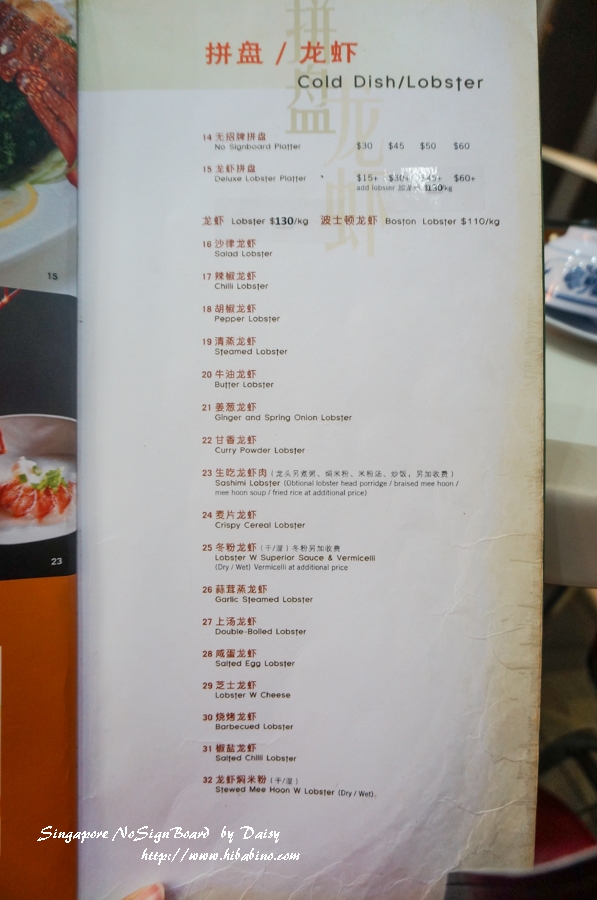 拼盘 / 龙虾
Cold Dish/Lobster
拼盘
龙虾
14 无招牌拼盘
No Signboard Platter $30 $45 $50 $60
15 龙虾拼盘
Deluxe Lobster Platter $15+ $30+ $45+ $60+
add lobster $130/kg
龙虾 Lobster $130/kg 波士顿龙虾 Boston Lobster $110/kg
16 沙律龙虾
Salad Lobster
17 辣椒龙虾
Chilli Lobster
18 胡椒龙虾
Pepper Lobster
19 清蒸龙虾
Steamed Lobster
20 牛油龙虾
Butter Lobster
21 姜葱龙虾
Ginger and Spring Onion Lobster
22 甘香龙虾
Curry Powder Lobster
23 生吃龙虾肉 (龙头另煮粥、焖米粉、米粉汤、炒饭，另加收费)
Sashimi Lobster (Obtional lobster head porridge / braised mee hoon /
mee hoon soup / fried rice at additional price)
24 麦片龙虾
Crispy Cereal Lobster
25 冬粉龙虾 (干/湿) 冬粉另加收费
Lobster W Superior Sauce & Vermicelli
(Dry / Wet) Vermicelli at additional price
26 蒜茸蒸龙虾
Garlic Steamed Lobster
27 上汤龙虾
Double-Boiled Lobster
28 咸蛋龙虾
Salted Egg Lobster
29 芝士龙虾
Lobster W Cheese
30 烧烤龙虾
Barbecued Lobster
31 椒盐龙虾
Salted Chilli Lobster
32 龙虾焖米粉 (干/湿)
Stewed Mee Hoon W Lobster (Dry / Wet).
15
23
Singapore NoSignBoard by Daisy
http://www.hibabino.com